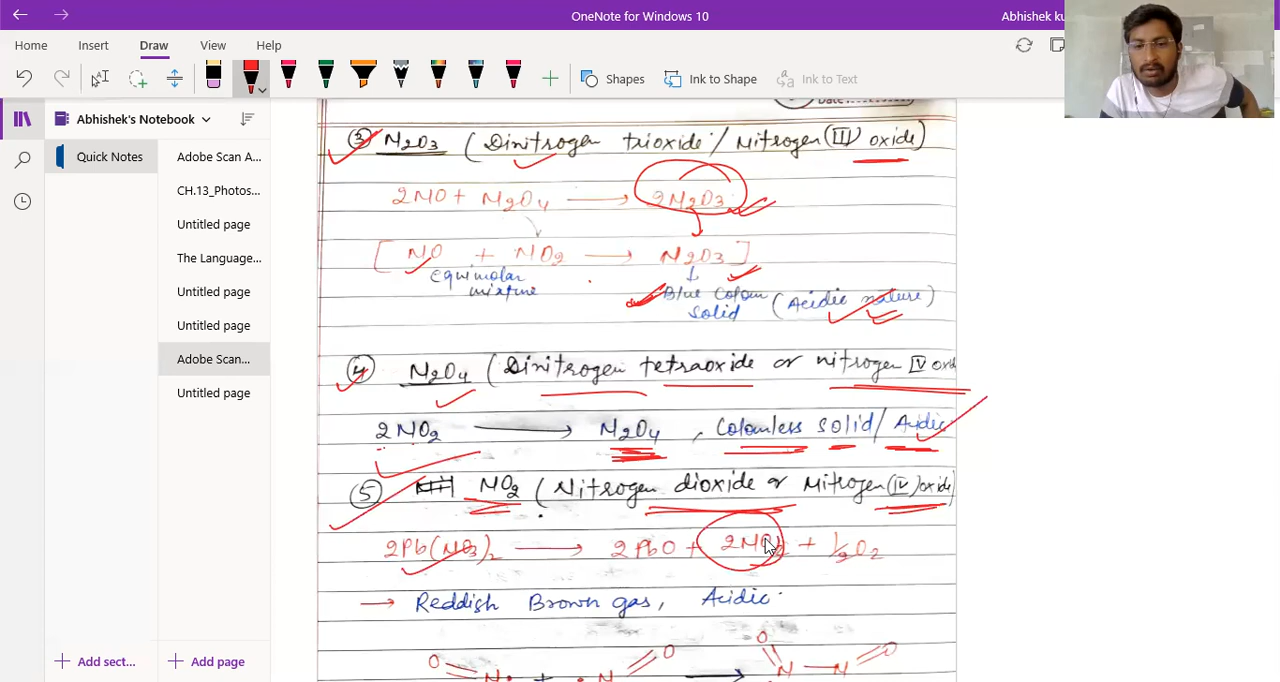 OneNote for Windows 10
Abhishek ku
Home Insert Draw View Help
Shapes Ink to Shape Ink to Text
Abhishek's Notebook
Quick Notes
Adobe Scan A...
CH.13_Photos...
Untitled page
The Language...
Untitled page
Untitled page
Adobe Scan...
Untitled page
Add sect... Add page
Date
③ N2O3 (Dinitrogen trioxide / Nitrogen (III) oxide)
2NO + N2O4 → 2N2O3
[ NO + NO2 → N2O3 ]
Equimolar mixture
↓
Blue Colour Solid (Acidic nature)
④ N2O4 (Dinitrogen tetraoxide or nitrogen IV oxid
2NO2 → N2O4 , Colourless solid / Acidic
⑤ NO2 (Nitrogen dioxide or Nitrogen (IV) oxide)
2Pb(NO3)2 → 2PbO + 2NO2 + 1/2O2
→ Reddish Brown gas, Acidic.
O N• + •N O → O N—N O